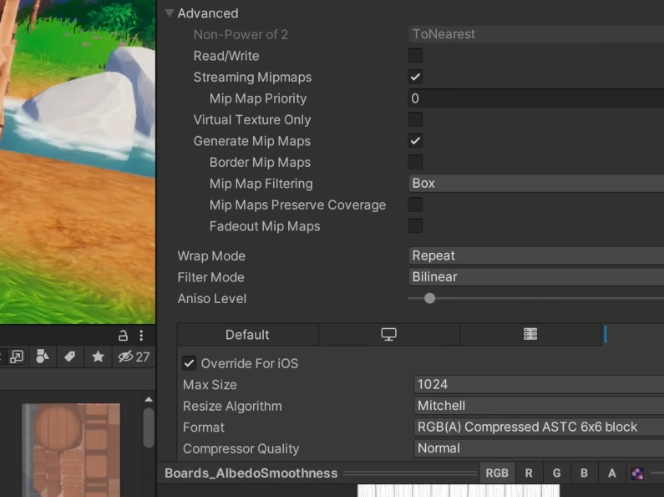 Advanced
Non-Power of 2 ToNearest
Read/Write
Streaming Mipmaps
Mip Map Priority 0
Virtual Texture Only
Generate Mip Maps
Border Mip Maps
Mip Map Filtering Box
Mip Maps Preserve Coverage
Fadeout Mip Maps
Wrap Mode Repeat
Filter Mode Bilinear
Aniso Level
Default
27
Override For iOS
Max Size 1024
Resize Algorithm Mitchell
Format RGB(A) Compressed ASTC 6x6 block
Compressor Quality Normal
Boards_AlbedoSmoothness RGB R G B A